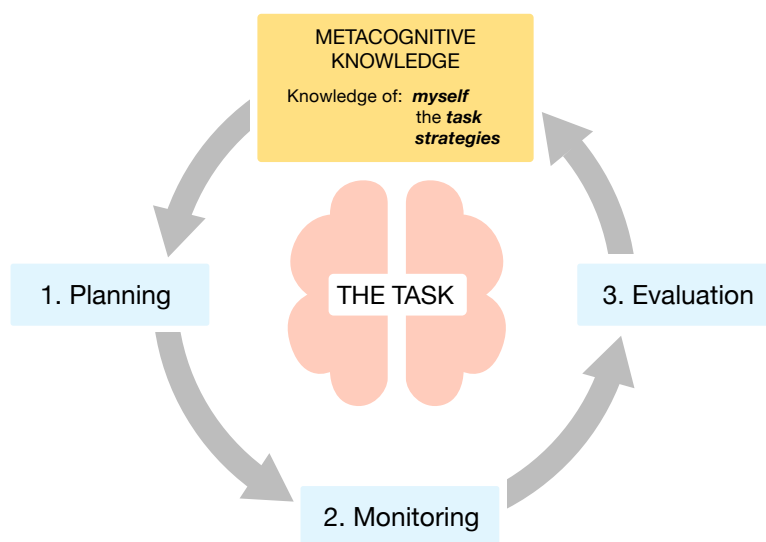 METACOGNITIVE
KNOWLEDGE
Knowledge of: myself
the task
strategies
1. Planning
THE TASK
3. Evaluation
2. Monitoring